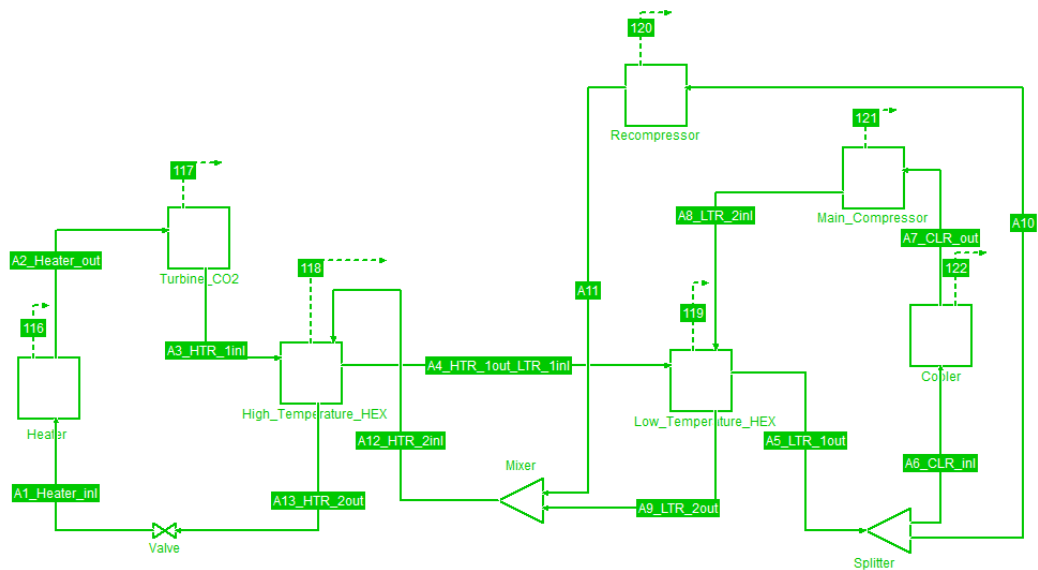 120
Recompressor
121
Main_Compressor
117
Turbine_CO2
A2_Heater_out
A8_LTR_2inl
A10
A7_CLR_out
118
122
A11
119
116
A3_HTR_1inl
A4_HTR_1out_LTR_1inl
Cooler
High_Temperature_HEX
Low_Temperature_HEX
Heater
A12_HTR_2inl
A5_LTR_1out
A6_CLR_inl
Mixer
A1_Heater_inl
A13_HTR_2out
A9_LTR_2out
Valve
Splitter